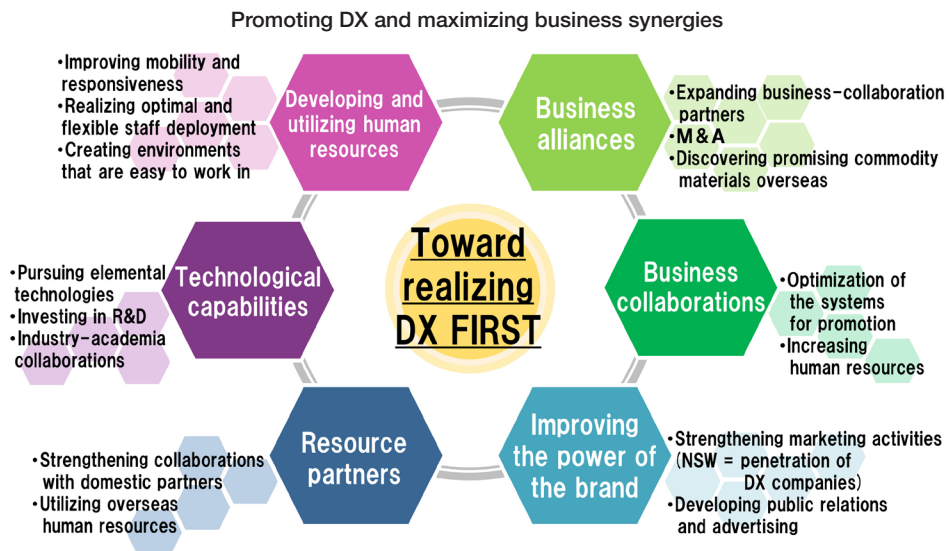 Promoting DX and maximizing business synergies
•Improving mobility and
responsiveness
•Realizing optimal and
flexible staff deployment
•Creating environments
that are easy to work in
Developing and
utilizing human
resources
Business
alliances
•Expanding business-collaboration
partners
•M&A
•Discovering promising commodity
materials overseas
•Pursuing elemental
technologies
•Investing in R&D
•Industry-academia
collaborations
Technological
capabilities
Toward
realizing
DX FIRST
Business
collaborations
•Optimization of
the systems
for promotion
•Increasing
human resources
•Strengthening collaborations
with domestic partners
•Utilizing overseas
human resources
Resource
partners
Improving
the power of
the brand
•Strengthening marketing activities
(NSW = penetration of
DX companies)
•Developing public relations
and advertising